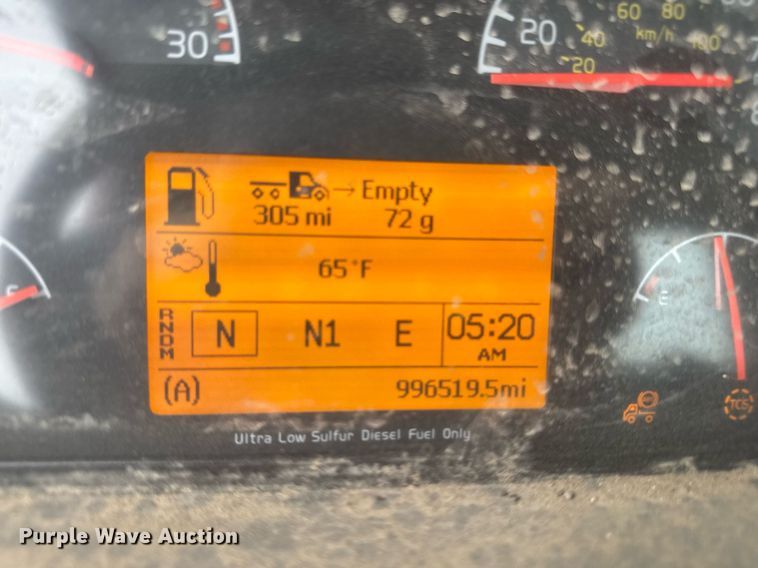 30
20 40 60 80 100
km/h
20
Empty
305 mi 72 g
65°F
RNDM N N1 E 05:20 AM
(A) 996519.5mi
E
TCS
Ultra Low Sulfur Diesel Fuel Only
Purple Wave Auction